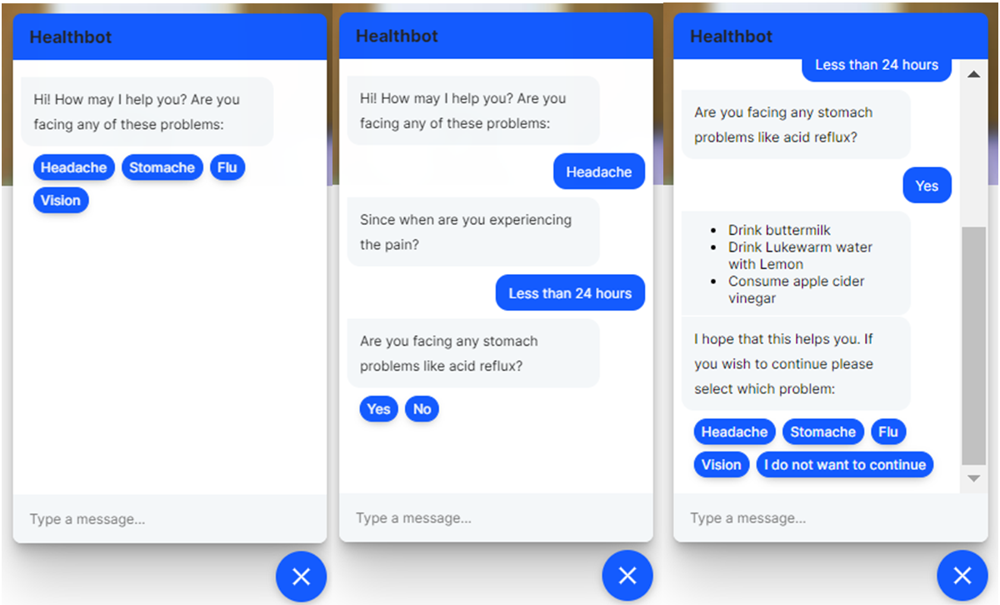 Healthbot
Hi! How may I help you? Are you
facing any of these problems:
Headache Stomache Flu
Vision
Type a message...
Healthbot
Hi! How may I help you? Are you
facing any of these problems:
Headache
Since when are you experiencing
the pain?
Less than 24 hours
Are you facing any stomach
problems like acid reflux?
Yes No
Type a message...
Healthbot
Less than 24 hours
Are you facing any stomach
problems like acid reflux?
Yes
• Drink buttermilk
• Drink Lukewarm water
with Lemon
• Consume apple cider
vinegar
I hope that this helps you. If
you wish to continue please
select which problem:
Headache Stomache Flu
Vision I do not want to continue
Type a message...